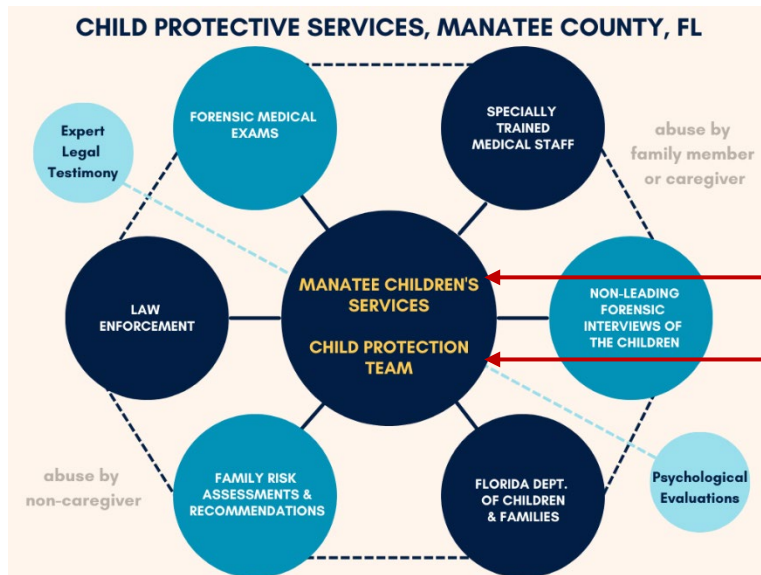 CHILD PROTECTIVE SERVICES, MANATEE COUNTY, FL
Expert
Legal
Testimony
FORENSIC MEDICAL
EXAMS
SPECIALLY
TRAINED
MEDICAL STAFF
abuse by
family member
or caregiver
LAW
ENFORCEMENT
MANATEE CHILDREN'S
SERVICES
CHILD PROTECTION
TEAM
NON-LEADING
FORENSIC
INTERVIEWS OF
THE CHILDREN
abuse by
non-caregiver
FAMILY RISK
ASSESSMENTS &
RECOMMENDATIONS
FLORIDA DEPT.
OF CHILDREN
& FAMILIES
Psychological
Evaluations